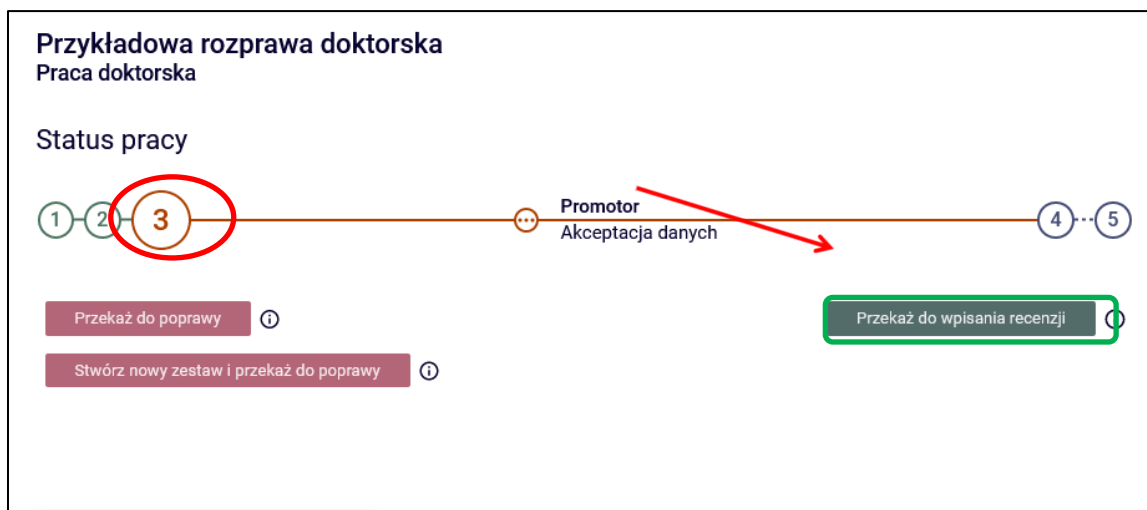 Przykładowa rozprawa doktorska
Praca doktorska
Status pracy
1 2 3 Promotor 4 5
Akceptacja danych
Przekaż do poprawy Przekaż do wpisania recenzji
Stwórz nowy zestaw i przekaż do poprawy